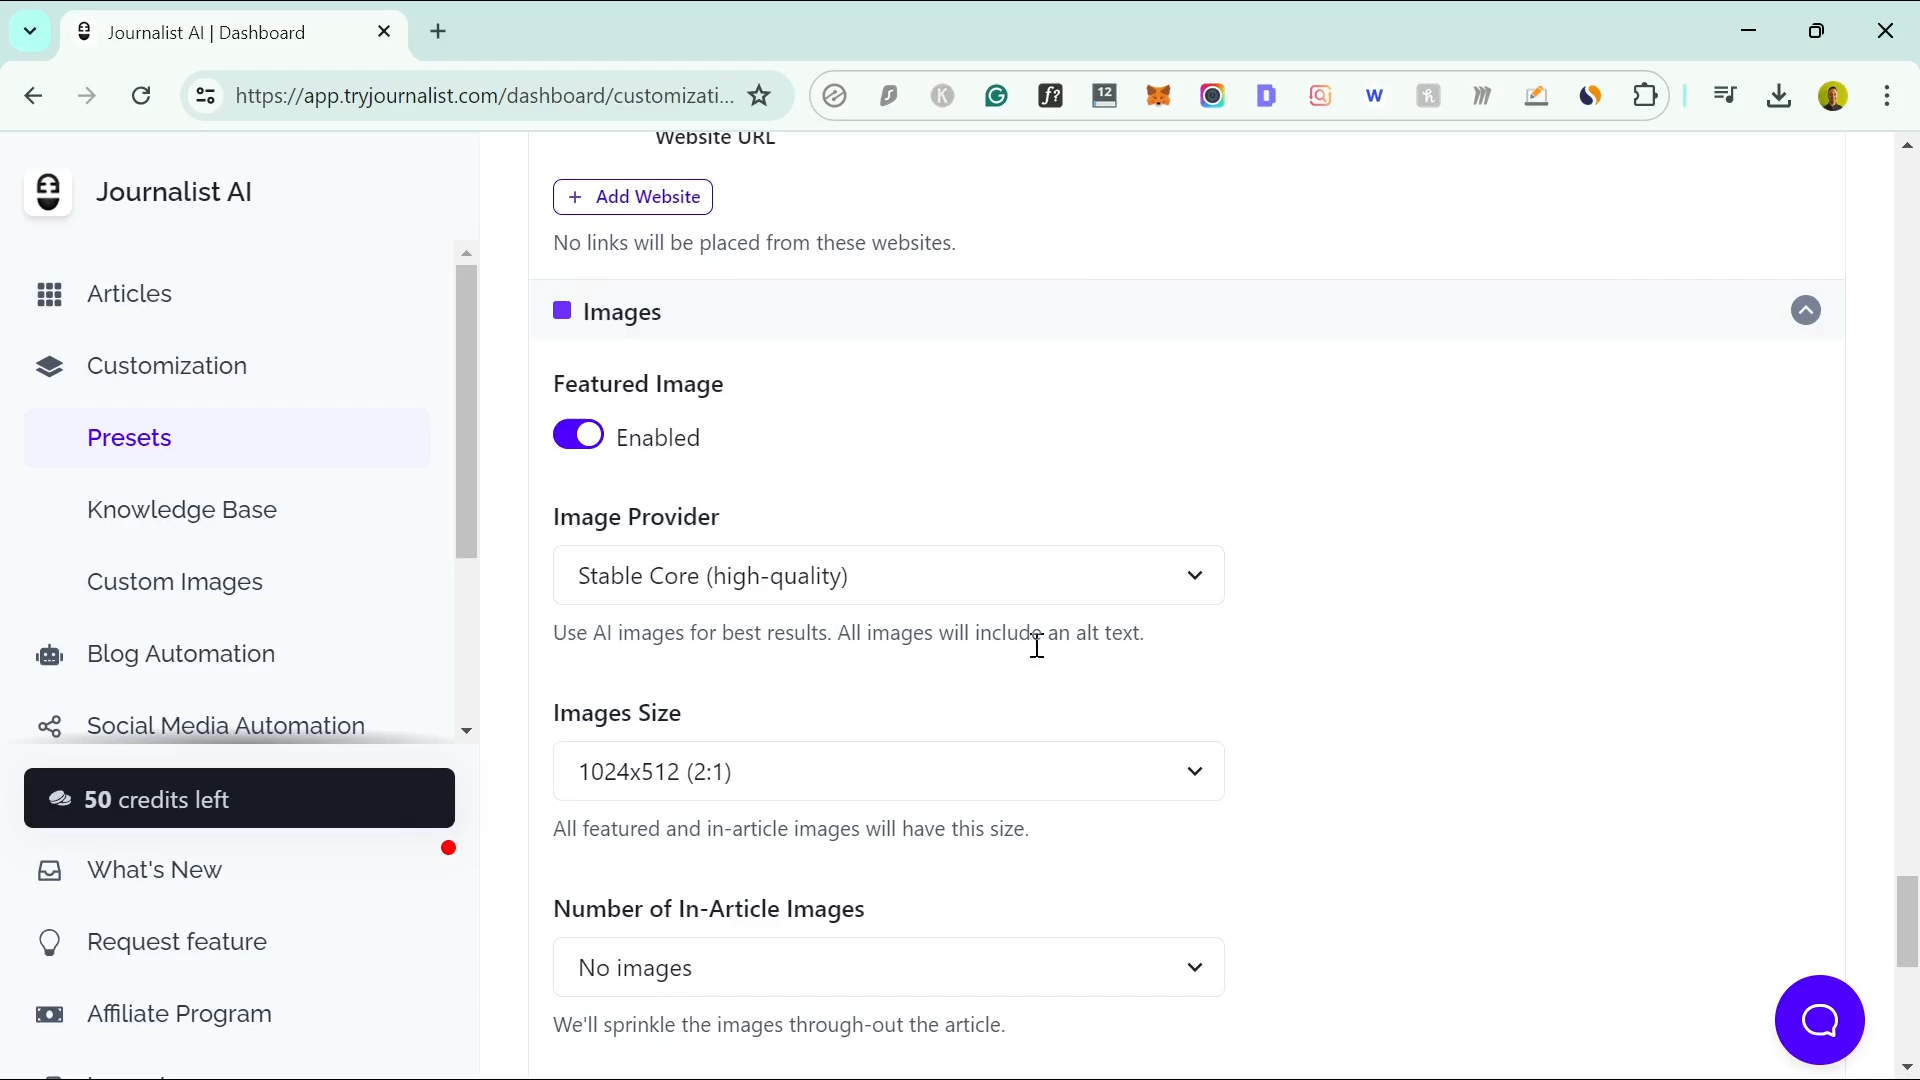 Journalist AI | Dashboard
https://app.tryjournalist.com/dashboard/customizati...
Journalist AI
Articles
Customization
Presets
Knowledge Base
Custom Images
Blog Automation
Social Media Automation
50 credits left
What's New
Request feature
Affiliate Program
Website URL
+ Add Website
No links will be placed from these websites.
Images
Featured Image
Enabled
Image Provider
Stable Core (high-quality)
Use AI images for best results. All images will include an alt text.
Images Size
1024x512 (2:1)
All featured and in-article images will have this size.
Number of In-Article Images
No images
We'll sprinkle the images through-out the article.